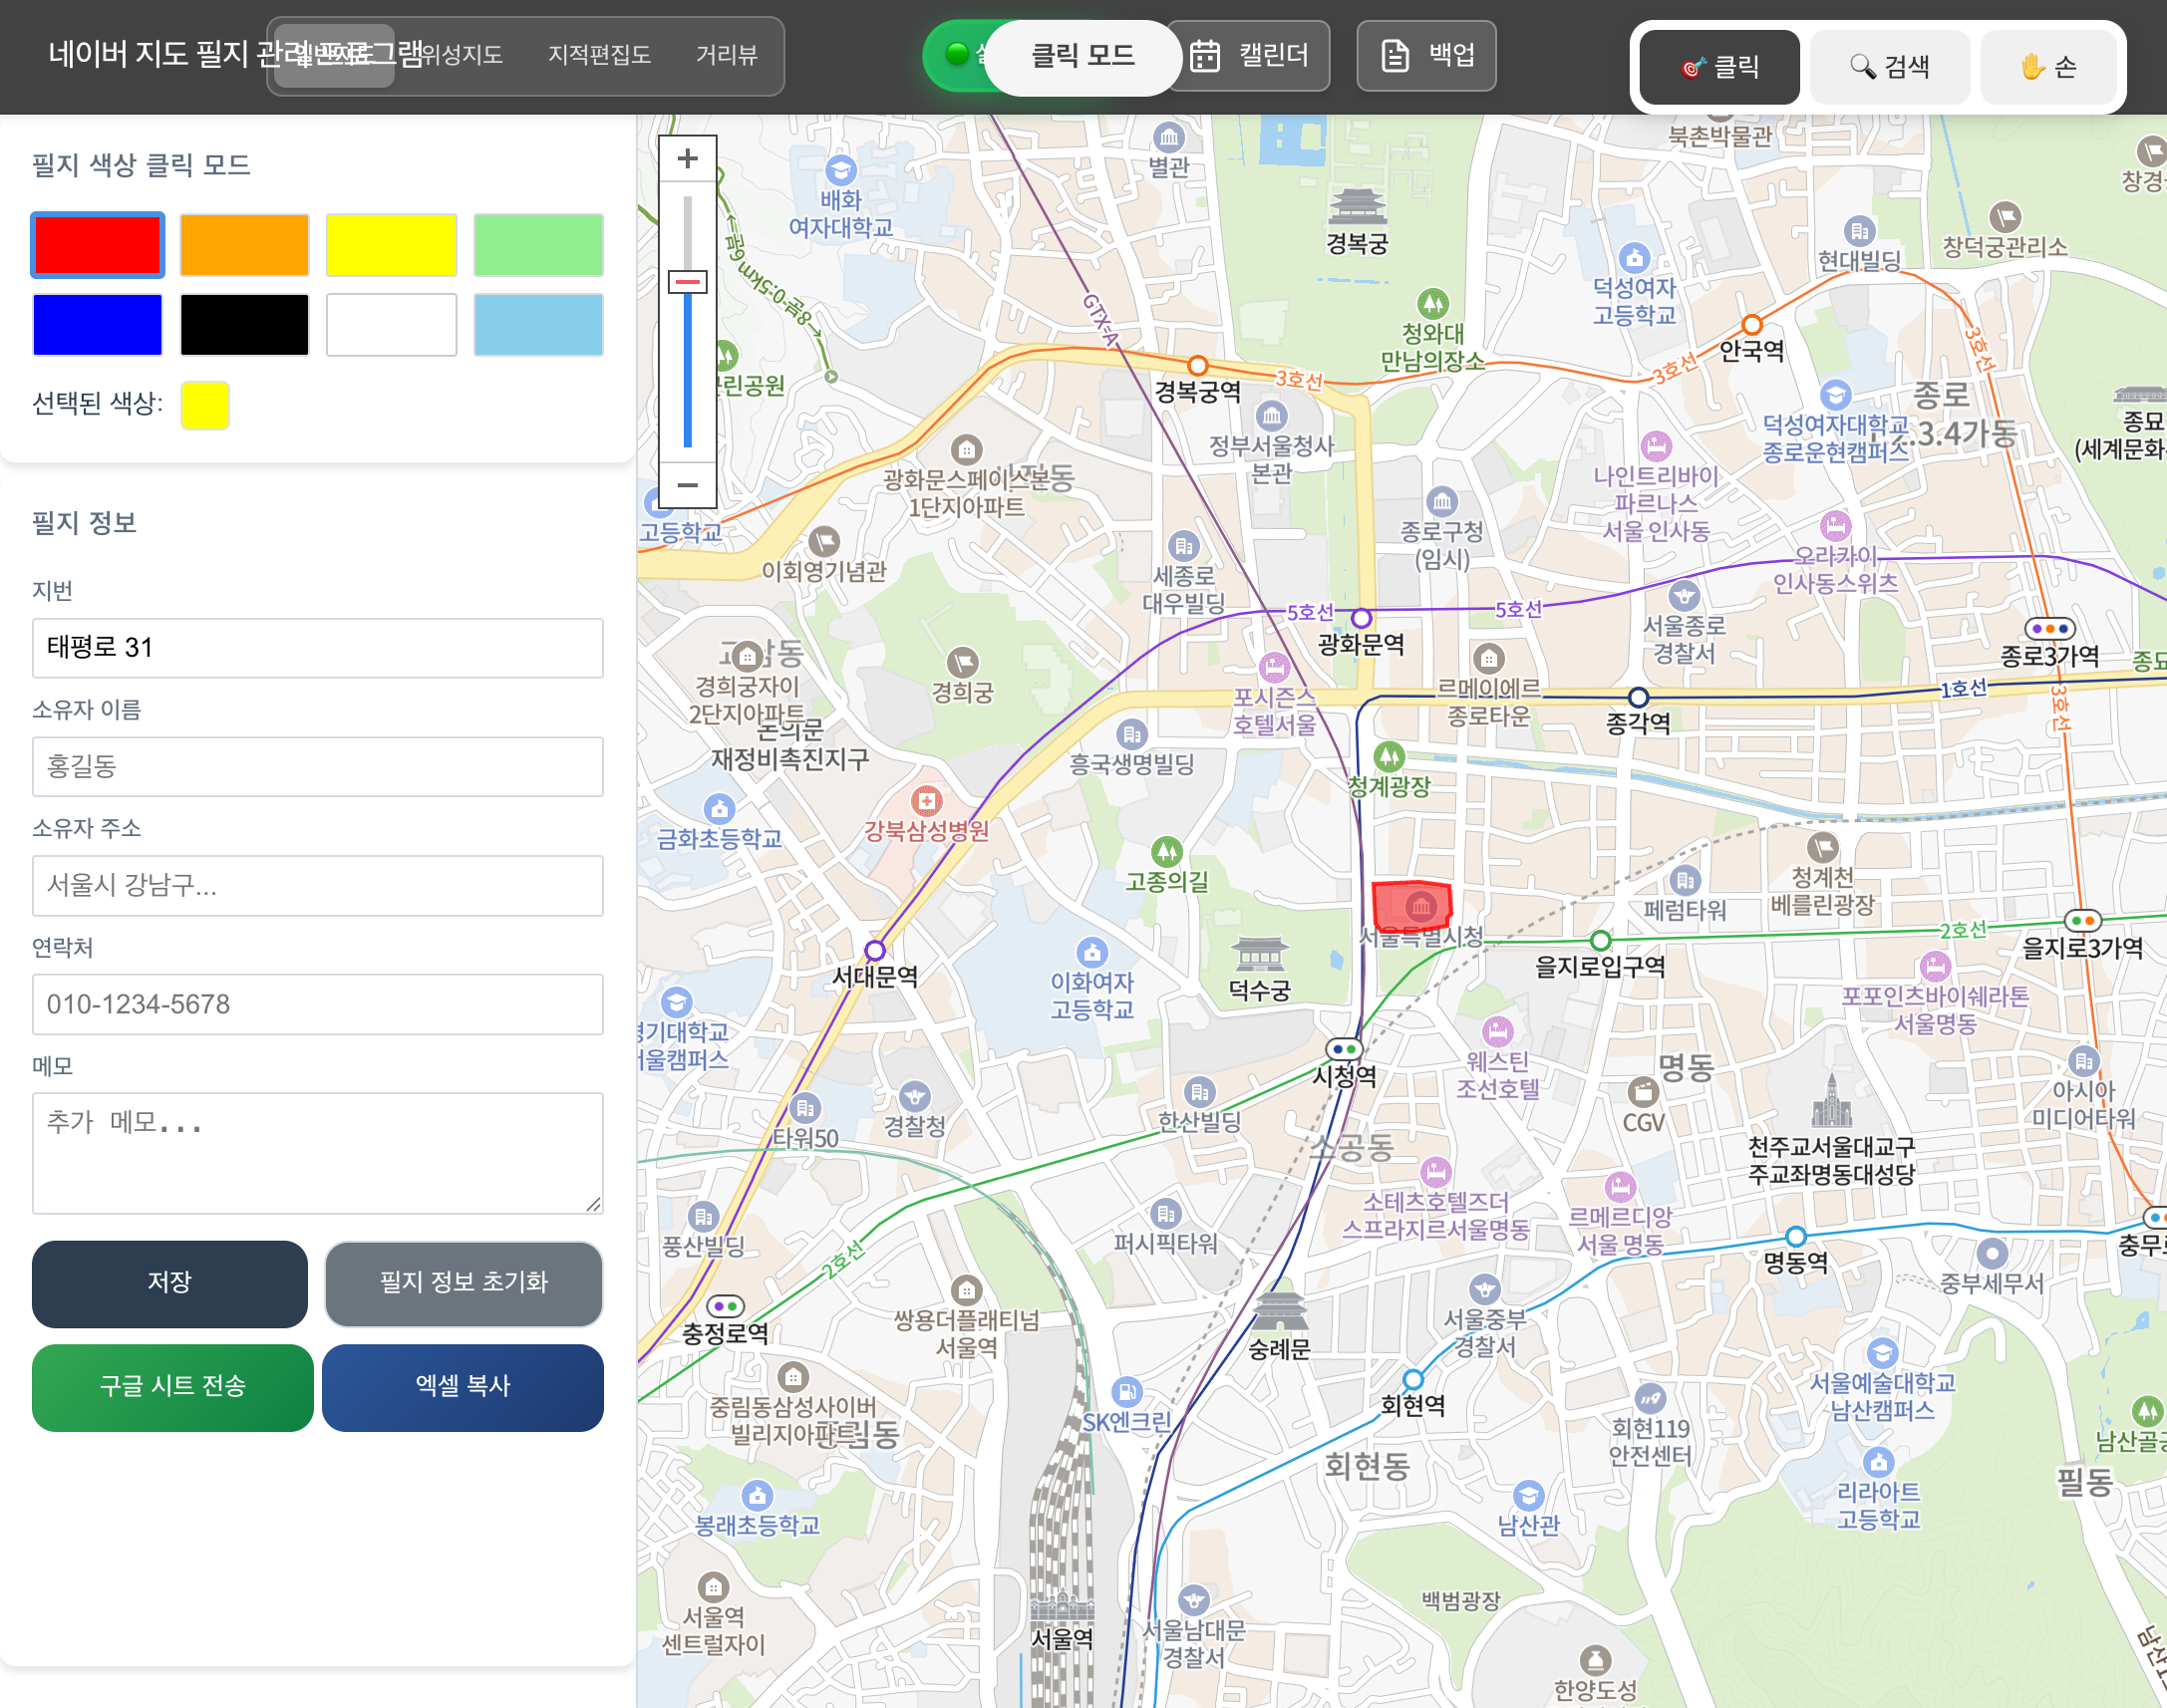 네이버 지도 필지 관리 프로그램
일반지도
위성지도
지적편집도
거리뷰
클릭 모드
캘린더
백업
🎯 클릭
🔍 검색
✋ 손
필지 색상 클릭 모드
선택된 색상:
필지 정보
지번
태평로 31
소유자 이름
홍길동
소유자 주소
서울시 강남구...
연락처
010-1234-5678
메모
추가 메모...
저장
필지 정보 초기화
구글 시트 전송
엑셀 복사
별관
북촌박물관
배화
여자대학교
경복궁
현대빌딩
창덕궁관리소
덕성여자
고등학교
GTX-A
청와대
만남의장소
안국역
3호선
3호선
3호선
경복궁역
종로
1.2.3.4가동
정부서울청사
본관
덕성여자대학교
종로운현캠퍼스
종묘
광화문스페이스본
1단지아파트
나인트리바이
파르나스
서울 인사동
종로구청
(임시)
고등학교
이회영기념관
세종로
대우빌딩
오라카이
인사동스위츠
5호선
5호선
광화문역
서울종로
경찰서
종로3가역
경희궁자이
2단지아파트
경희궁
포시즌스
호텔서울
르메이에르
종로타운
종각역
1호선
3호선
돈의문
재정비촉진지구
흥국생명빌딩
청계광장
금화초등학교
강북삼성병원
고종의길
청계천
베를린광장
페럼타워
서울특별시청
을지로입구역
2호선
을지로3가역
서대문역
이화여자
고등학교
덕수궁
포포인츠바이쉐라톤
서울명동
시청역
웨스틴
조선호텔
명동
CGV
아시아
미디어타워
타워50
경찰청
한산빌딩
소공동
천주교서울대교구
주교좌명동대성당
풍산빌딩
2호선
퍼시픽타워
소테츠호텔즈더
스프라지르서울명동
르메르디앙
서울 명동
명동역
중부세무서
충정로역
쌍용더플래티넘
서울역
숭례문
서울중부
경찰서
중림동삼성사이버
빌리지아파트
중림동
SK엔크린
회현역
회현119
안전센터
서울예술대학교
남산캠퍼스
회현동
필동
봉래초등학교
남산관
리라아트
고등학교
서울역
센트럴자이
서울역
서울남대문
경찰서
백범광장
한양도성